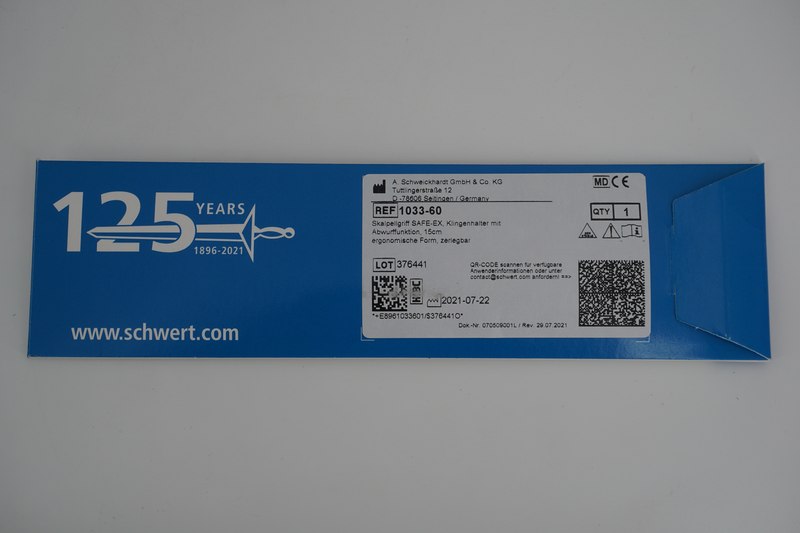 125 YEARS
1896-2021
www.schwert.com
A. Schweickhardt GmbH & Co. KG
Tuttlingerstraße 12
D -78606 Seitingen / Germany
MD CE
REF 1033-60
QTY 1
Skalpellgriff SAFE-EX, Klingenhalter mit
Abwurffunktion, 15cm
ergonomische Form, zerlegbar
LOT 376441
QR-CODE scannen für verfügbare
Anwenderinformationen oder unter
contact@schwert.com anfordern! ==>
2021-07-22
*+E8961033601/$376441O*
Dok.-Nr. 070509001L / Rev. 29.07.2021